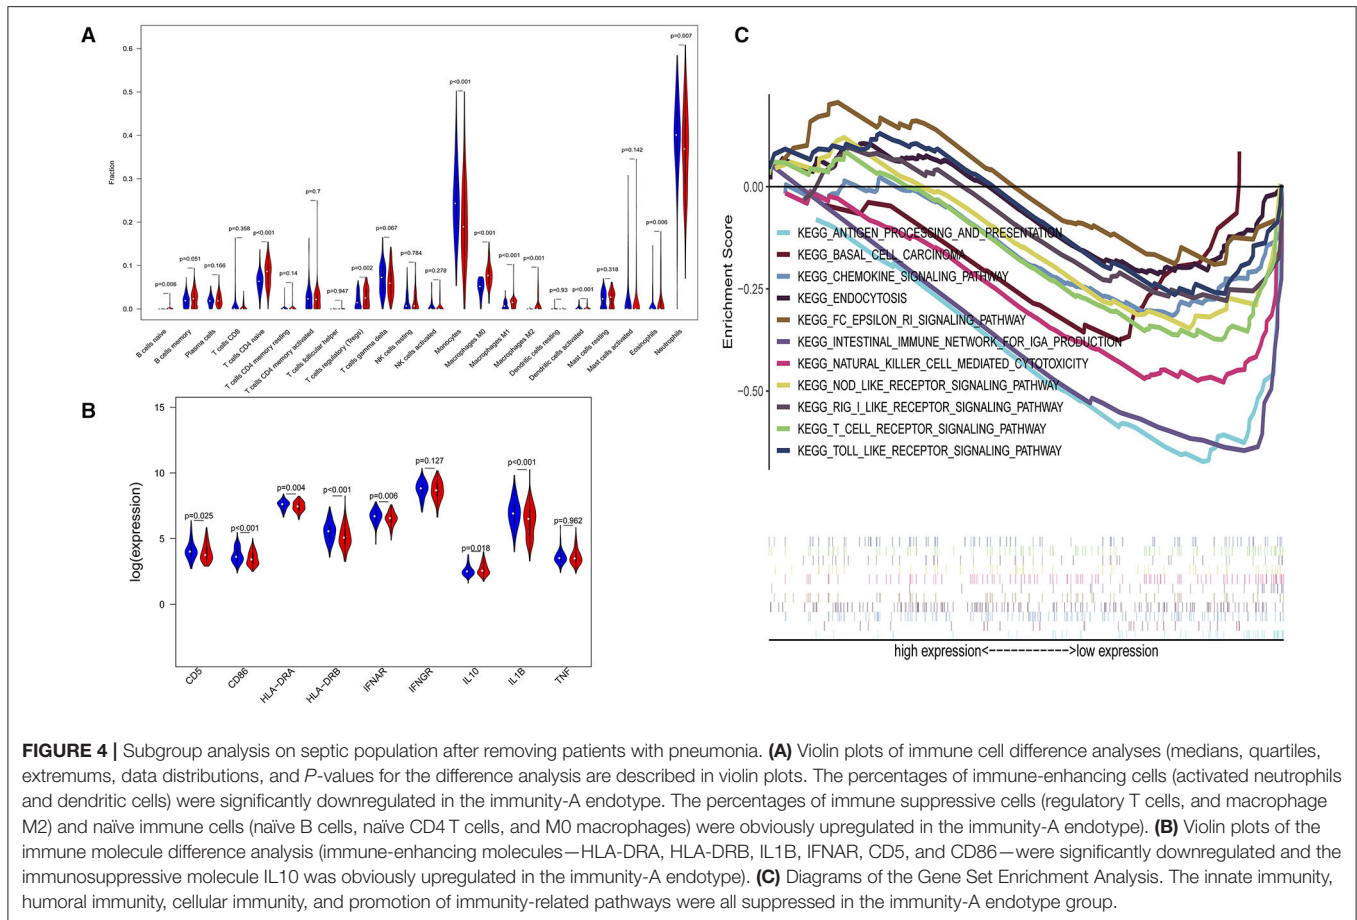 A
Fraction
0.6
0.5
0.4
0.3
0.2
0.1
0.0
p=0.006
p=0.051
p=0.166
p=0.358
p<0.001
p=0.14
p=0.7
p=0.947
p=0.002
p=0.067
p=0.784
p=0.278
p<0.001
p<0.001
p<0.001
p<0.001
p=0.93
p<0.001
p=0.318
p=0.142
p=0.006
p=0.007
B cells naive
B cells memory
Plasma cells
T cells CD8
T cells CD4 naive
T cells CD4 memory resting
T cells CD4 memory activated
T cells follicular helper
T cells regulatory (Tregs)
T cells gamma delta
NK cells resting
NK cells activated
Monocytes
Macrophages M0
Macrophages M1
Macrophages M2
Dendritic cells resting
Dendritic cells activated
Mast cells resting
Mast cells activated
Eosinophils
Neutrophils
B
log(expression)
15
10
5
0
p=0.025
p<0.001
p=0.004
p<0.001
p=0.006
p=0.127
p=0.018
p<0.001
p=0.962
CD5
CD86
HLA−DRA
HLA−DRB
IFNAR
IFNGR
IL10
IL1B
TNF
C
Enrichment Score
0.00
−0.25
−0.50
KEGG_ANTIGEN_PROCESSING_AND_PRESENTATION
KEGG_BASAL_CELL_CARCINOMA
KEGG_CHEMOKINE_SIGNALING_PATHWAY
KEGG_ENDOCYTOSIS
KEGG_FC_EPSILON_RI_SIGNALING_PATHWAY
KEGG_INTESTINAL_IMMUNE_NETWORK_FOR_IGA_PRODUCTION
KEGG_NATURAL_KILLER_CELL_MEDIATED_CYTOTOXICITY
KEGG_NOD_LIKE_RECEPTOR_SIGNALING_PATHWAY
KEGG_RIG_I_LIKE_RECEPTOR_SIGNALING_PATHWAY
KEGG_T_CELL_RECEPTOR_SIGNALING_PATHWAY
KEGG_TOLL_LIKE_RECEPTOR_SIGNALING_PATHWAY
high expression<------------>low expression
FIGURE 4 | Subgroup analysis on septic population after removing patients with pneumonia. (A) Violin plots of immune cell difference analyses (medians, quartiles,
extremums, data distributions, and P-values for the difference analysis are described in violin plots. The percentages of immune-enhancing cells (activated neutrophils
and dendritic cells) were significantly downregulated in the immunity-A endotype. The percentages of immune suppressive cells (regulatory T cells, and macrophage
M2) and naïve immune cells (naïve B cells, naïve CD4 T cells, and M0 macrophages) were obviously upregulated in the immunity-A endotype). (B) Violin plots of the
immune molecule difference analysis (immune-enhancing molecules—HLA-DRA, HLA-DRB, IL1B, IFNAR, CD5, and CD86—were significantly downregulated and the
immunosuppressive molecule IL10 was obviously upregulated in the immunity-A endotype). (C) Diagrams of the Gene Set Enrichment Analysis. The innate immunity,
humoral immunity, cellular immunity, and promotion of immunity-related pathways were all suppressed in the immunity-A endotype group.